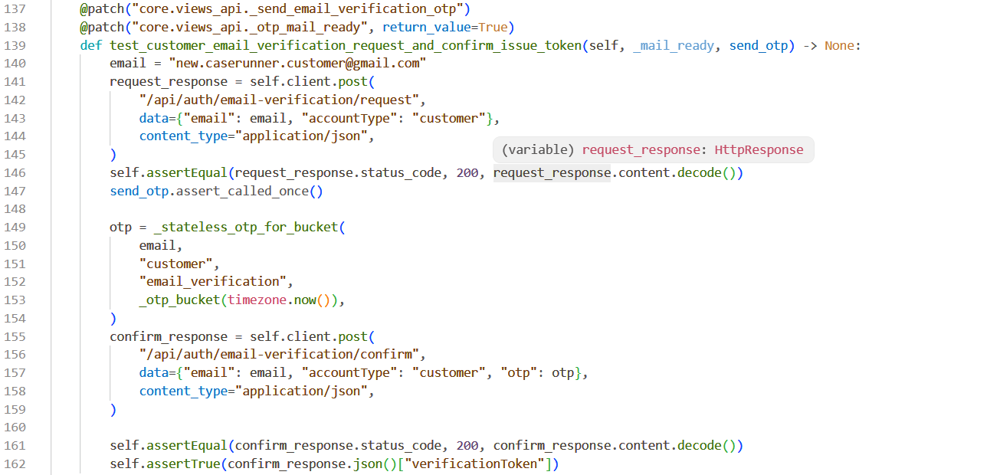 137 @patch("core.views_api._send_email_verification_otp")
138 @patch("core.views_api._otp_mail_ready", return_value=True)
139 def test_customer_email_verification_request_and_confirm_issue_token(self, _mail_ready, send_otp) -> None:
140 email = "new.caserunner.customer@gmail.com"
141 request_response = self.client.post(
142 "/api/auth/email-verification/request",
143 data={"email": email, "accountType": "customer"},
144 content_type="application/json",
145 )
(variable) request_response: HttpResponse
146 self.assertEqual(request_response.status_code, 200, request_response.content.decode())
147 send_otp.assert_called_once()
148
149 otp = _stateless_otp_for_bucket(
150 email,
151 "customer",
152 "email_verification",
153 _otp_bucket(timezone.now()),
154 )
155 confirm_response = self.client.post(
156 "/api/auth/email-verification/confirm",
157 data={"email": email, "accountType": "customer", "otp": otp},
158 content_type="application/json",
159 )
160
161 self.assertEqual(confirm_response.status_code, 200, confirm_response.content.decode())
162 self.assertTrue(confirm_response.json()["verificationToken"])